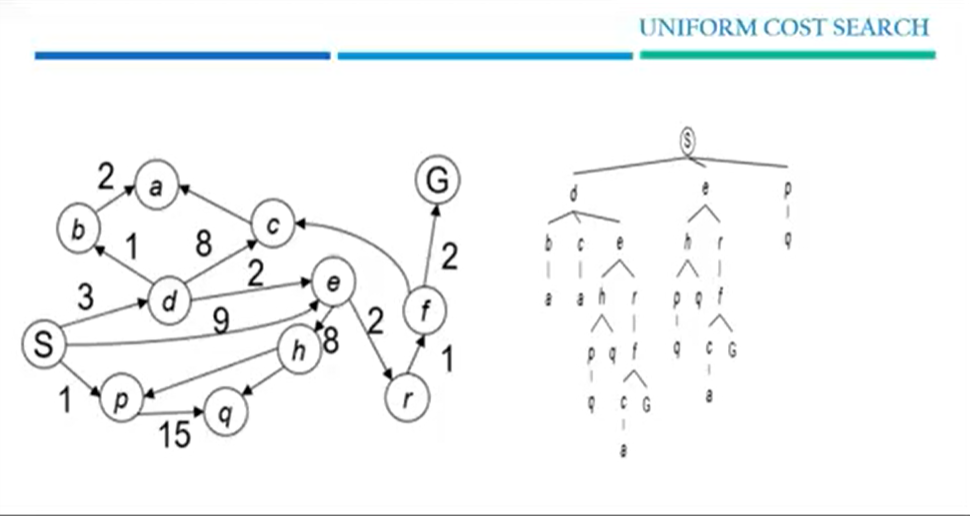 UNIFORM COST SEARCH
2 a G
b c
1 8 2
2 e
3 d
9 f
S h 8 2
1 p r 1
q
15
S
d e p
b c e h r q
a a h r p q f
p q f q c G
q c G a
a